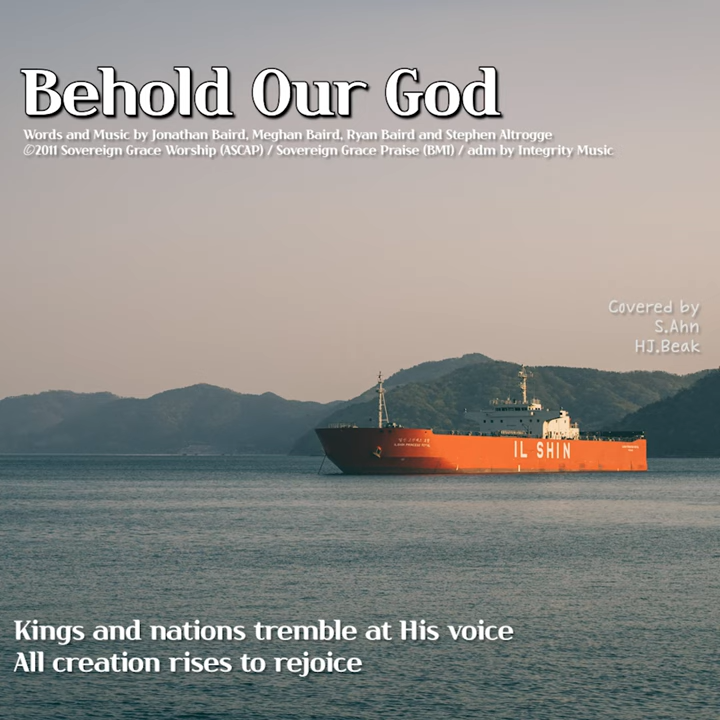 Behold Our God
Words and Music by Jonathan Baird, Meghan Baird, Ryan Baird and Stephen Altrogge
©2011 Sovereign Grace Worship (ASCAP) / Sovereign Grace Praise (BMI) / adm by Integrity Music
Covered by
S.Ahn
HJ.Beak
IL SHIN
Kings and nations tremble at His voice
All creation rises to rejoice